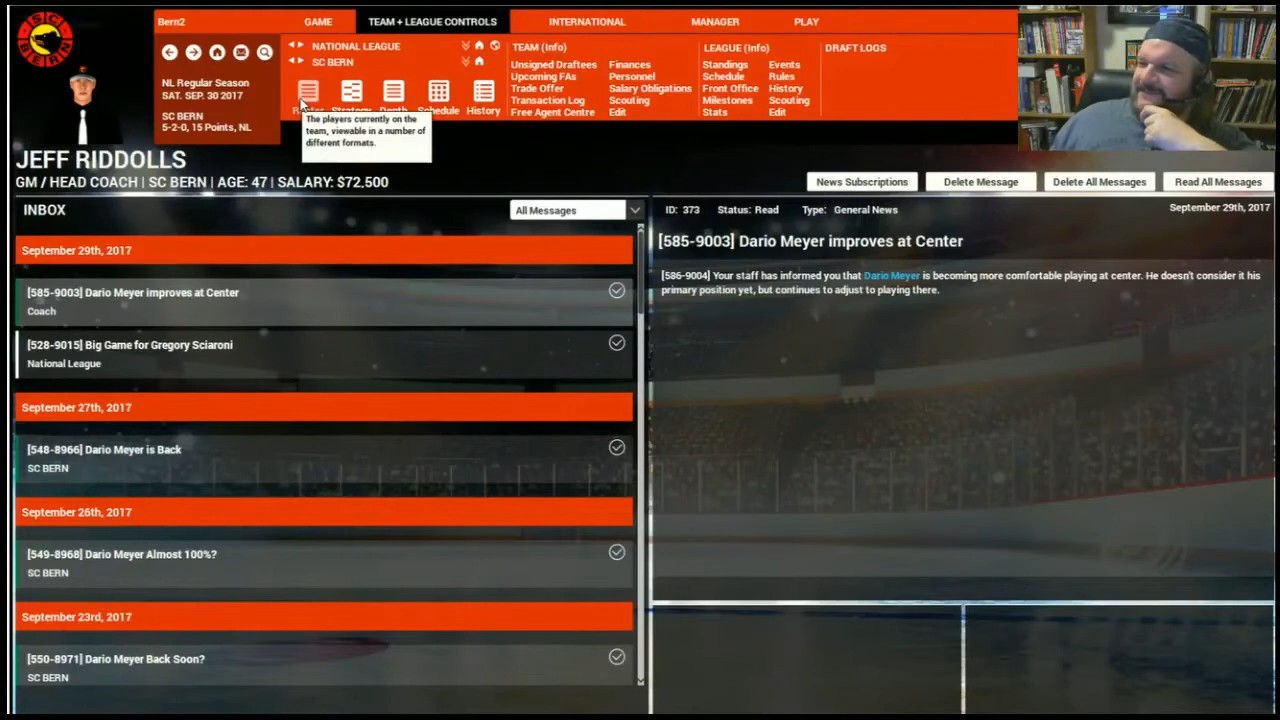 SC
BERN
Bern2
GAME
TEAM + LEAGUE CONTROLS
INTERNATIONAL
MANAGER
PLAY
NL Regular Season
SAT. SEP. 30 2017
SC BERN
5-2-0, 15 Points, NL
NATIONAL LEAGUE
SC BERN
Strategy
Depth
Schedule
History
The players currently on the
team, viewable in a number of
different formats.
TEAM (Info)
Unsigned Draftees
Finances
Upcoming FAs
Personnel
Trade Offer
Salary Obligations
Transaction Log
Scouting
Free Agent Centre
Edit
LEAGUE (Info)
Standings
Events
Schedule
Rules
Front Office
History
Milestones
Scouting
Stats
Edit
DRAFT LOGS
JEFF RIDDOLLS
GM / HEAD COACH | SC BERN | AGE: 47 | SALARY: $72,500
News Subscriptions
Delete Message
Delete All Messages
Read All Messages
INBOX
All Messages
September 29th, 2017
[585-9003] Dario Meyer improves at Center
Coach
[528-9015] Big Game for Gregory Sciaroni
National League
September 27th, 2017
[548-8966] Dario Meyer is Back
SC BERN
September 26th, 2017
[549-8968] Dario Meyer Almost 100%?
SC BERN
September 23rd, 2017
[550-8971] Dario Meyer Back Soon?
SC BERN
ID: 373
Status: Read
Type: General News
September 29th, 2017
[585-9003] Dario Meyer improves at Center
[586-9004] Your staff has informed you that Dario Meyer is becoming more comfortable playing at center. He doesn't consider it his
primary position yet, but continues to adjust to playing there.